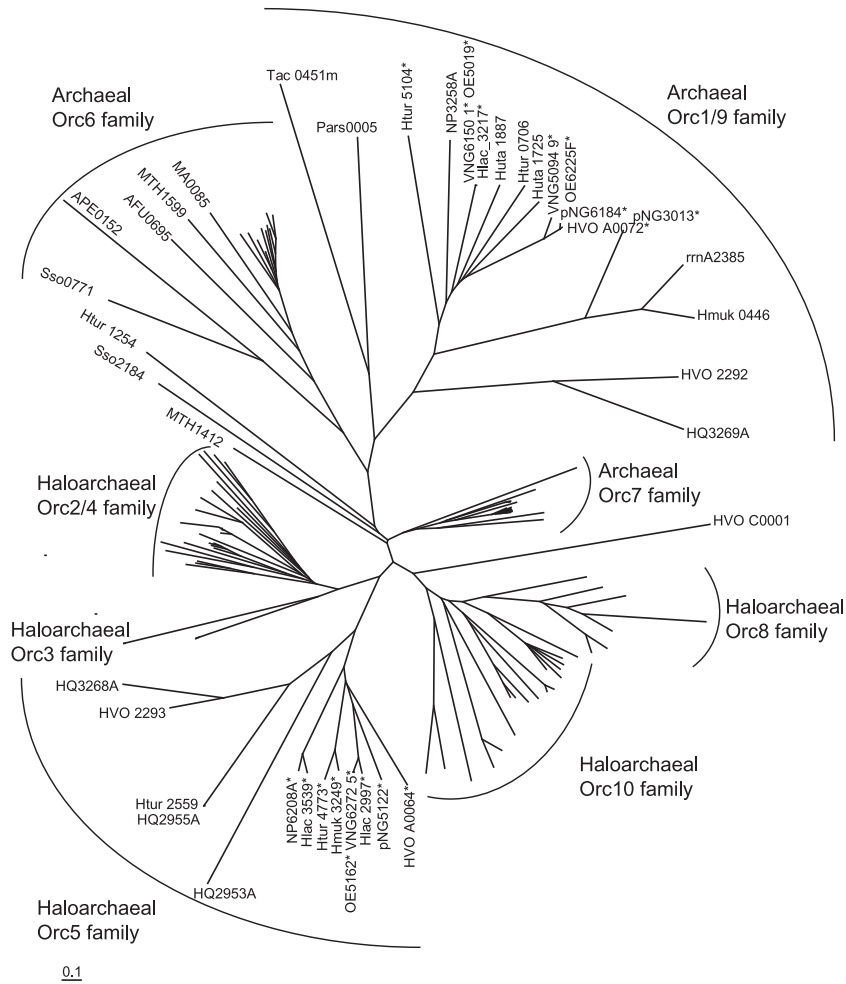 Archaeal
Orc6 family
Tac 0451m
Pars0005
Htur 5104*
NP3258A
VNG6150 1* OE5019*
Hlac_3217*
Huta 1887
Htur 0706
Huta 1725
VNG5094 9*
OE6225F*
Archaeal
Orc1/9 family
pNG6184*
pNG3013*
HVO A0072*
rrnA2385
Hmuk 0446
HVO 2292
HQ3269A
MA0085
MTH1599
AFU0695
APE0152
Sso0771
Htur 1254
Sso2184
MTH1412
Haloarchaeal
Orc2/4 family
Archaeal
Orc7 family
HVO C0001
Haloarchaeal
Orc8 family
Haloarchaeal
Orc3 family
HQ3268A
HVO 2293
Haloarchaeal
Orc10 family
Htur 2559
HQ2955A
NP6208A*
Hlac 3539*
Htur 4773*
Hmuk 3249*
OE5162* VNG6272 5*
Hlac 2997*
pNG5122*
HVO A0064*
HQ2953A
Haloarchaeal
Orc5 family
0.1